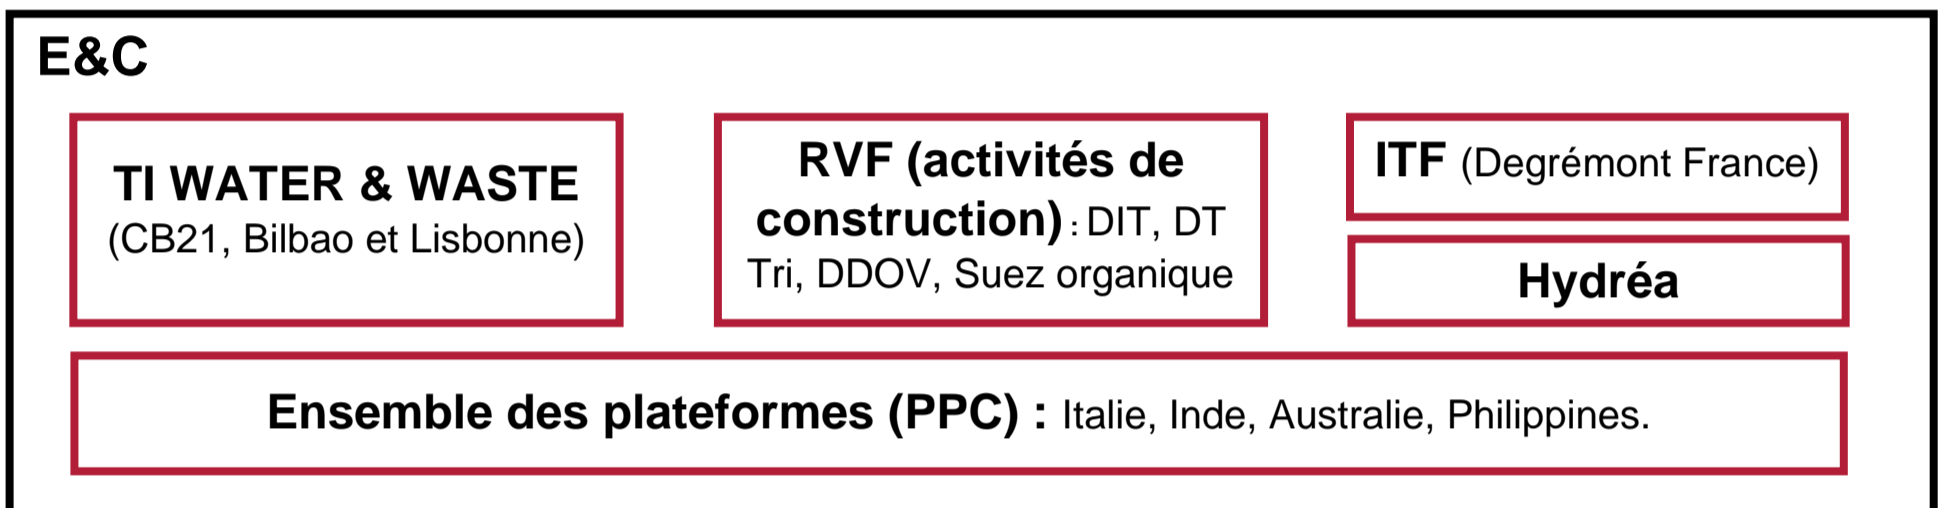 E&C
TI WATER & WASTE
(CB21, Bilbao et Lisbonne)
RVF (activités de
construction) : DIT, DT
Tri, DDOV, Suez organique
ITF (Degrémont France)
Hydréa
Ensemble des plateformes (PPC) : Italie, Inde, Australie, Philippines.